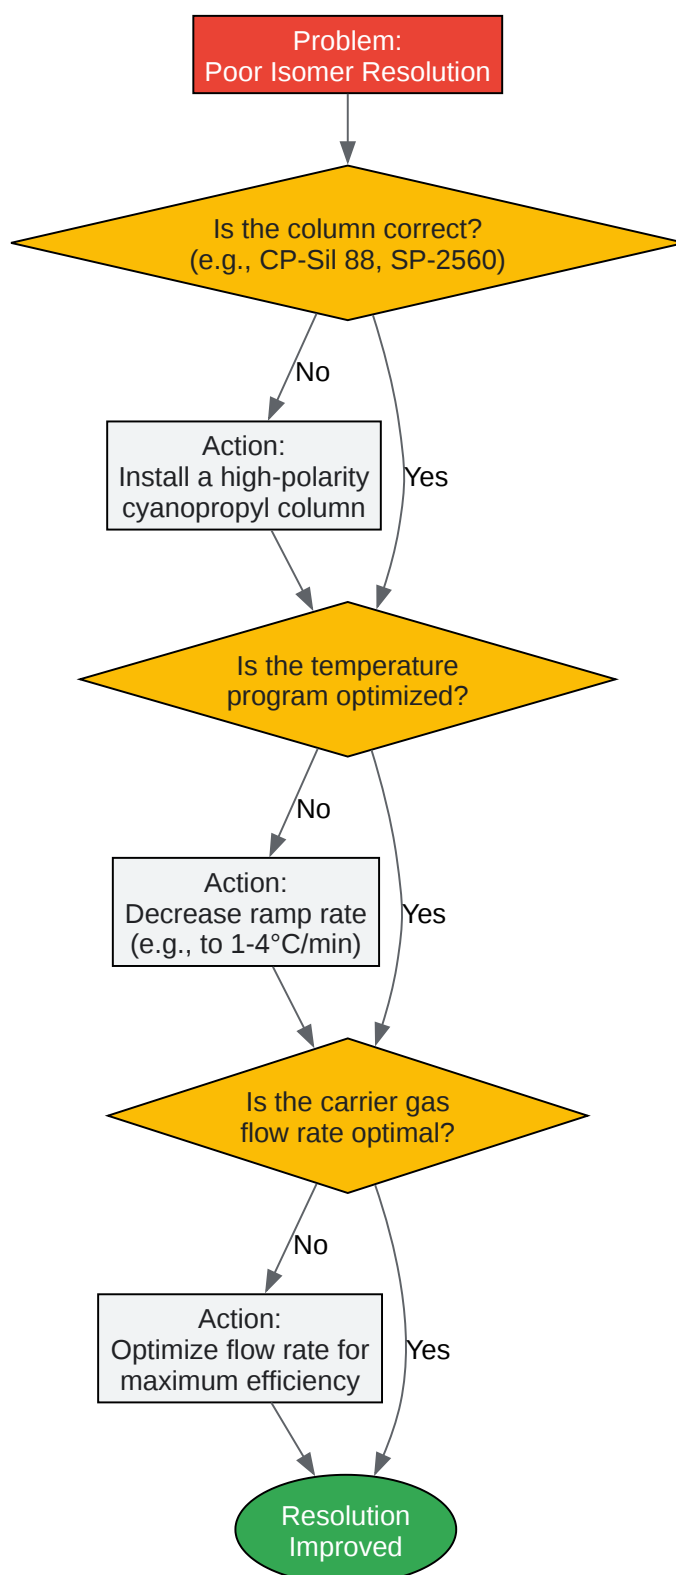 Problem:
Poor Isomer Resolution
Is the column correct?
(e.g., CP-Sil 88, SP-2560)
No
Action:
Install a high-polarity
cyanopropyl column
Yes
Is the temperature
program optimized?
No
Action:
Decrease ramp rate
(e.g., to 1-4°C/min)
Yes
Is the carrier gas
flow rate optimal?
No
Action:
Optimize flow rate for
maximum efficiency
Yes
Resolution
Improved